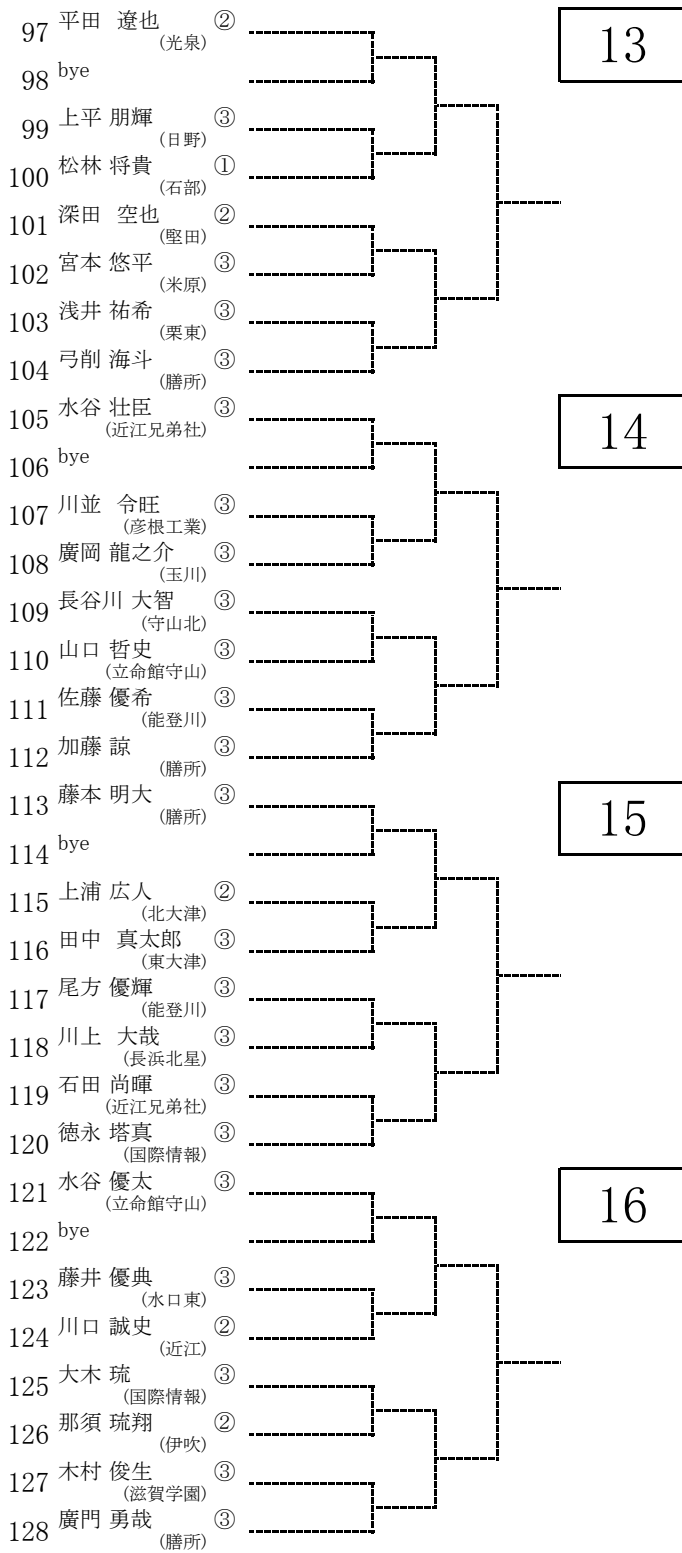 97 平田 遼也 ②
(光泉)
13
98 bye
99 上平 朋輝 ③
(日野)
100 松林 将貴 ①
(石部)
101 深田 空也 ②
(堅田)
102 宮本 悠平 ③
(米原)
103 浅井 祐希 ③
(栗東)
104 弓削 海斗 ③
(膳所)
105 水谷 壮臣 ③
(近江兄弟社)
14
106 bye
107 川並 令旺 ③
(彦根工業)
108 廣岡 龍之介 ③
(玉川)
109 長谷川 大智 ③
(守山北)
110 山口 哲史 ③
(立命館守山)
111 佐藤 優希 ③
(能登川)
112 加藤 諒 ③
(膳所)
113 藤本 明大 ③
(膳所)
15
114 bye
115 上浦 広人 ②
(北大津)
116 田中 真太郎 ③
(東大津)
117 尾方 優輝 ③
(能登川)
118 川上 大哉 ③
(長浜北星)
119 石田 尚暉 ③
(近江兄弟社)
120 徳永 塔真 ③
(国際情報)
121 水谷 優太 ③
(立命館守山)
16
122 bye
123 藤井 優典 ③
(水口東)
124 川口 誠史 ②
(近江)
125 大木 琉 ③
(国際情報)
126 那須 琉翔 ②
(伊吹)
127 木村 俊生 ③
(滋賀学園)
128 廣門 勇哉 ③
(膳所)